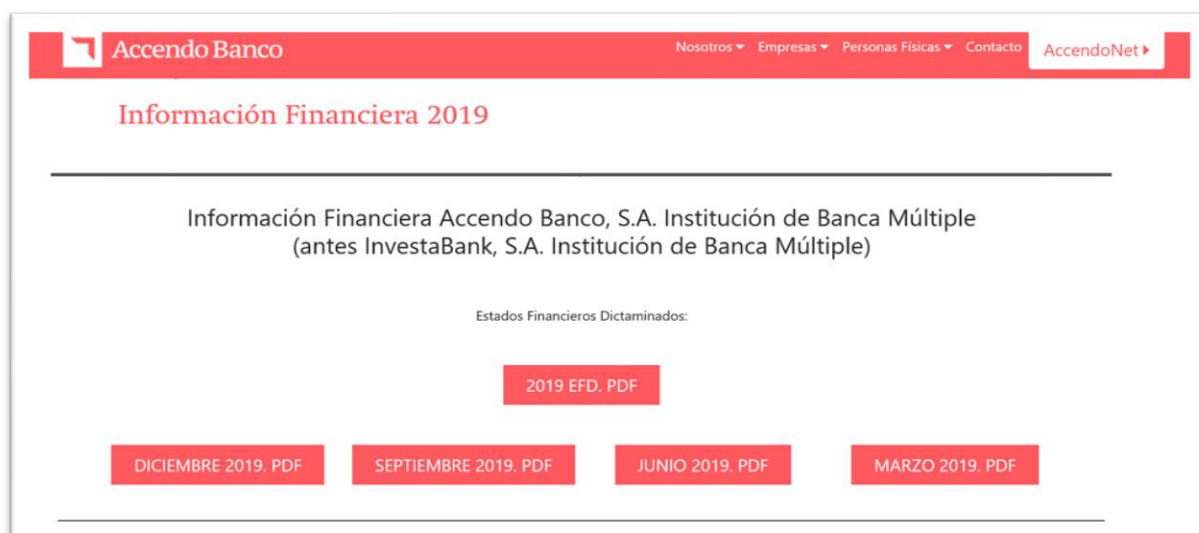 Accendo Banco
Nosotros Empresas Personas Físicas Contacto AccendoNet
Información Financiera 2019
Información Financiera Accendo Banco, S.A. Institución de Banca Múltiple
(antes InvestaBank, S.A. Institución de Banca Múltiple)
Estados Financieros Dictaminados:
2019 EFD. PDF
DICIEMBRE 2019. PDF SEPTIEMBRE 2019. PDF JUNIO 2019. PDF MARZO 2019. PDF